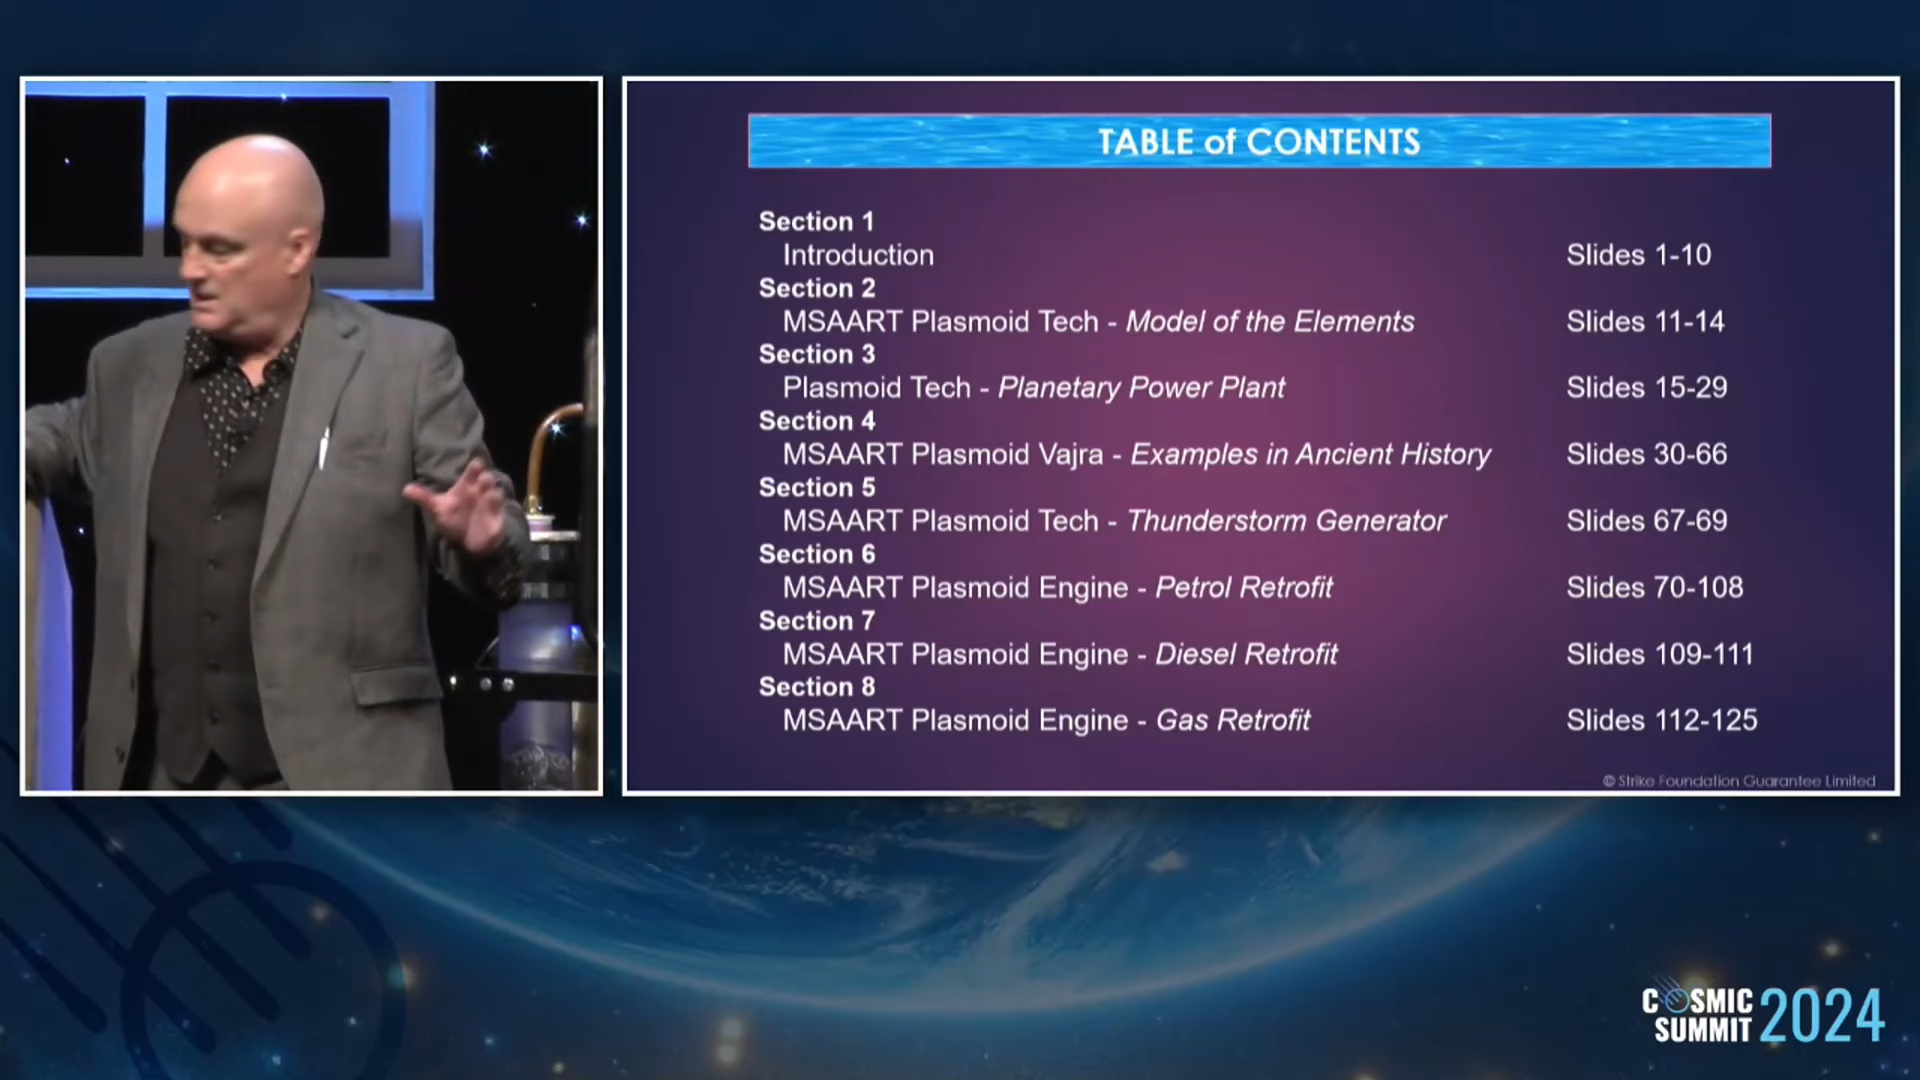 TABLE of CONTENTS
Section 1
Introduction Slides 1-10
Section 2
MSAART Plasmoid Tech - Model of the Elements Slides 11-14
Section 3
Plasmoid Tech - Planetary Power Plant Slides 15-29
Section 4
MSAART Plasmoid Vajra - Examples in Ancient History Slides 30-66
Section 5
MSAART Plasmoid Tech - Thunderstorm Generator Slides 67-69
Section 6
MSAART Plasmoid Engine - Petrol Retrofit Slides 70-108
Section 7
MSAART Plasmoid Engine - Diesel Retrofit Slides 109-111
Section 8
MSAART Plasmoid Engine - Gas Retrofit Slides 112-125
© Strike Foundation Guarantee Limited
COSMIC
SUMMIT 2024